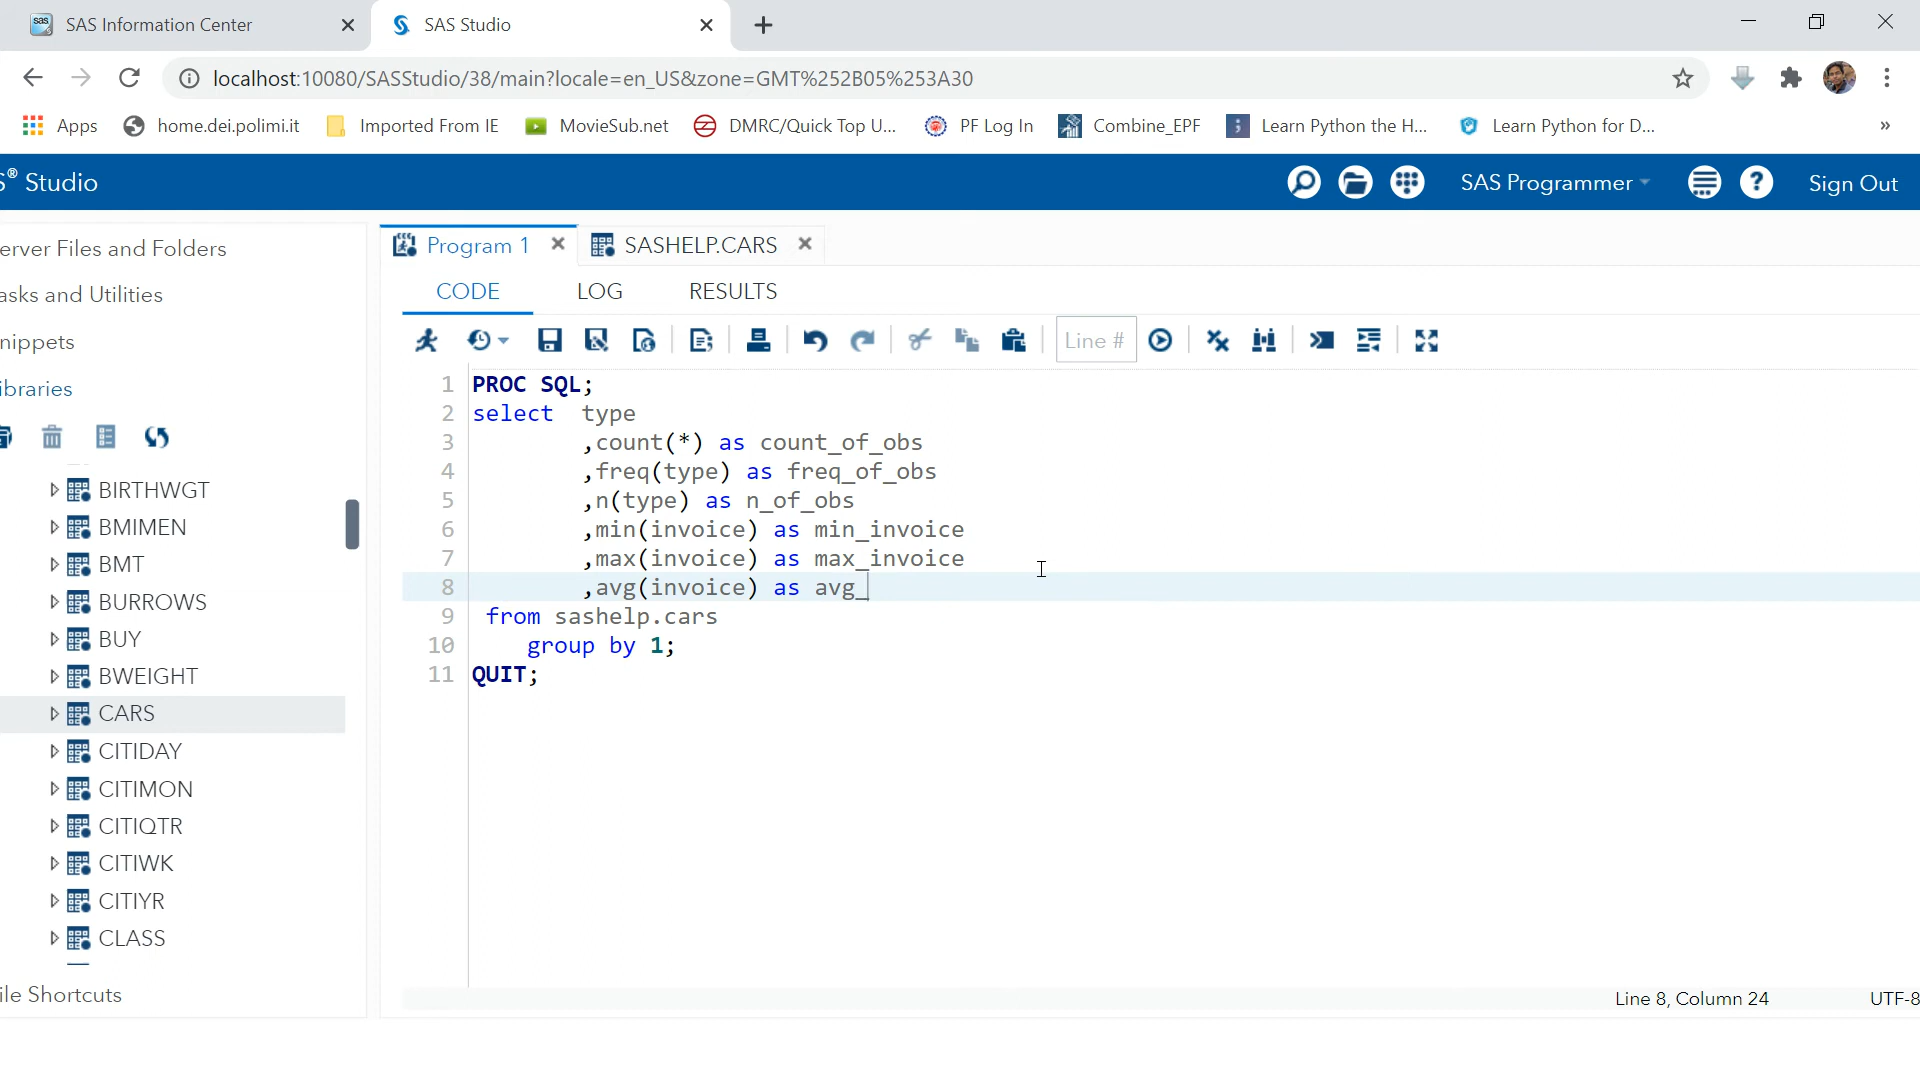 SAS Information Center
SAS Studio
localhost:10080/SASStudio/38/main?locale=en_US&zone=GMT%252B05%253A30
Apps home.dei.polimi.it Imported From IE MovieSub.net DMRC/Quick Top U... PF Log In Combine_EPF Learn Python the H... Learn Python for D... »
S® Studio
SAS Programmer
Sign Out
erver Files and Folders
asks and Utilities
nippets
ibraries
BIRTHWGT
BMIMEN
BMT
BURROWS
BUY
BWEIGHT
CARS
CITIDAY
CITIMON
CITIQTR
CITIWK
CITIYR
CLASS
ile Shortcuts
Program 1
SASHELP.CARS
CODE LOG RESULTS
Line #
1 PROC SQL;
2 select  type
3 ,count(*) as count_of_obs
4 ,freq(type) as freq_of_obs
5 ,n(type) as n_of_obs
6 ,min(invoice) as min_invoice
7 ,max(invoice) as max_invoice
8 ,avg(invoice) as avg_
9 from sashelp.cars
10 group by 1;
11 QUIT;
Line 8, Column 24
UTF-8